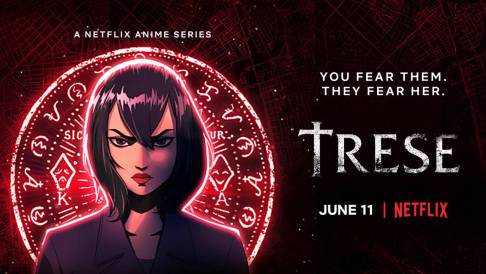 A NETFLIX ANIME SERIES
YOU FEAR THEM.
THEY FEAR HER.
TRESE
JUNE 11 | NETFLIX